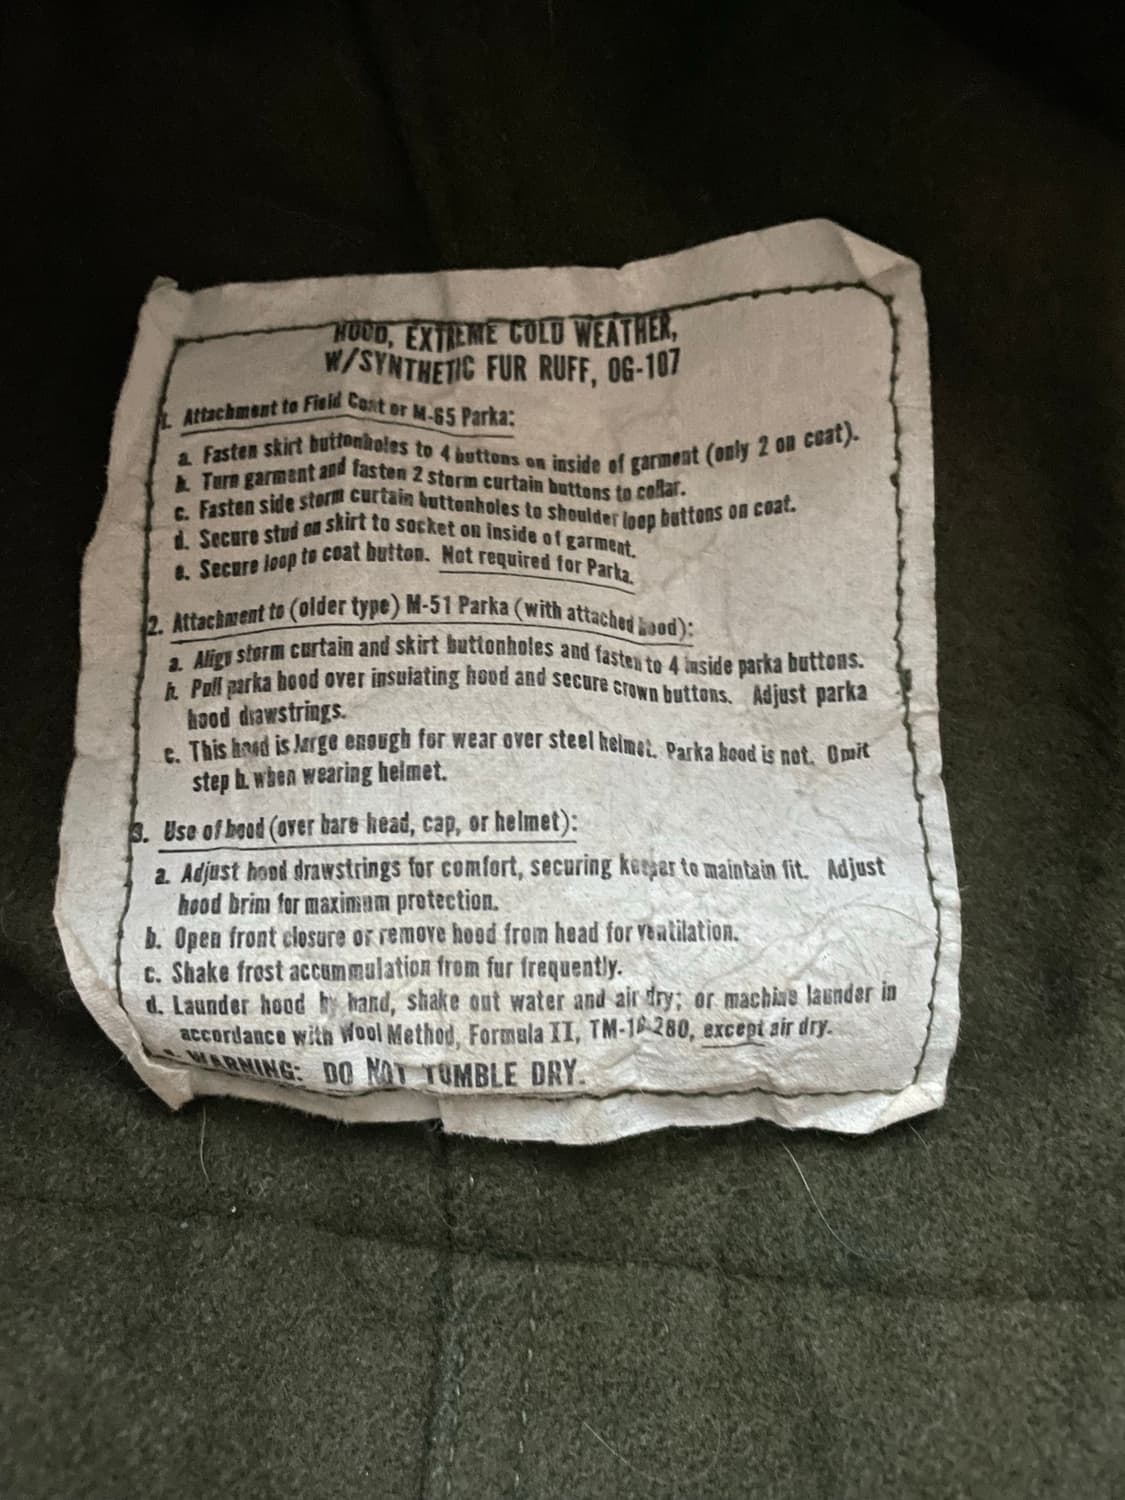 HOOD, EXTREME COLD WEATHER,
W/SYNTHETIC FUR RUFF, OG-107
1. Attachment to Field Coat or M-65 Parka:
a. Fasten skirt buttonholes to 4 buttons on inside of garment (only 2 on coat).
b. Turn garment and fasten 2 storm curtain buttons to collar.
c. Fasten side storm curtain buttonholes to shoulder loop buttons on coat.
d. Secure stud on skirt to socket on inside of garment.
e. Secure loop to coat button. Not required for Parka.
2. Attachment to (older type) M-51 Parka (with attached hood):
a. Align storm curtain and skirt buttonholes and fasten to 4 inside parka buttons.
b. Pull parka hood over insulating hood and secure crown buttons. Adjust parka
hood drawstrings.
c. This hood is large enough for wear over steel helmet. Parka hood is not. Omit
step b. when wearing helmet.
3. Use of hood (over bare head, cap, or helmet):
a. Adjust hood drawstrings for comfort, securing keeper to maintain fit. Adjust
hood brim for maximum protection.
b. Open front closure or remove hood from head for ventilation.
c. Shake frost accummulation from fur frequently.
d. Launder hood by hand, shake out water and air dry; or machine launder in
accordance with Wool Method, Formula II, TM-10-280, except air dry.
e. WARNING: DO NOT TUMBLE DRY.